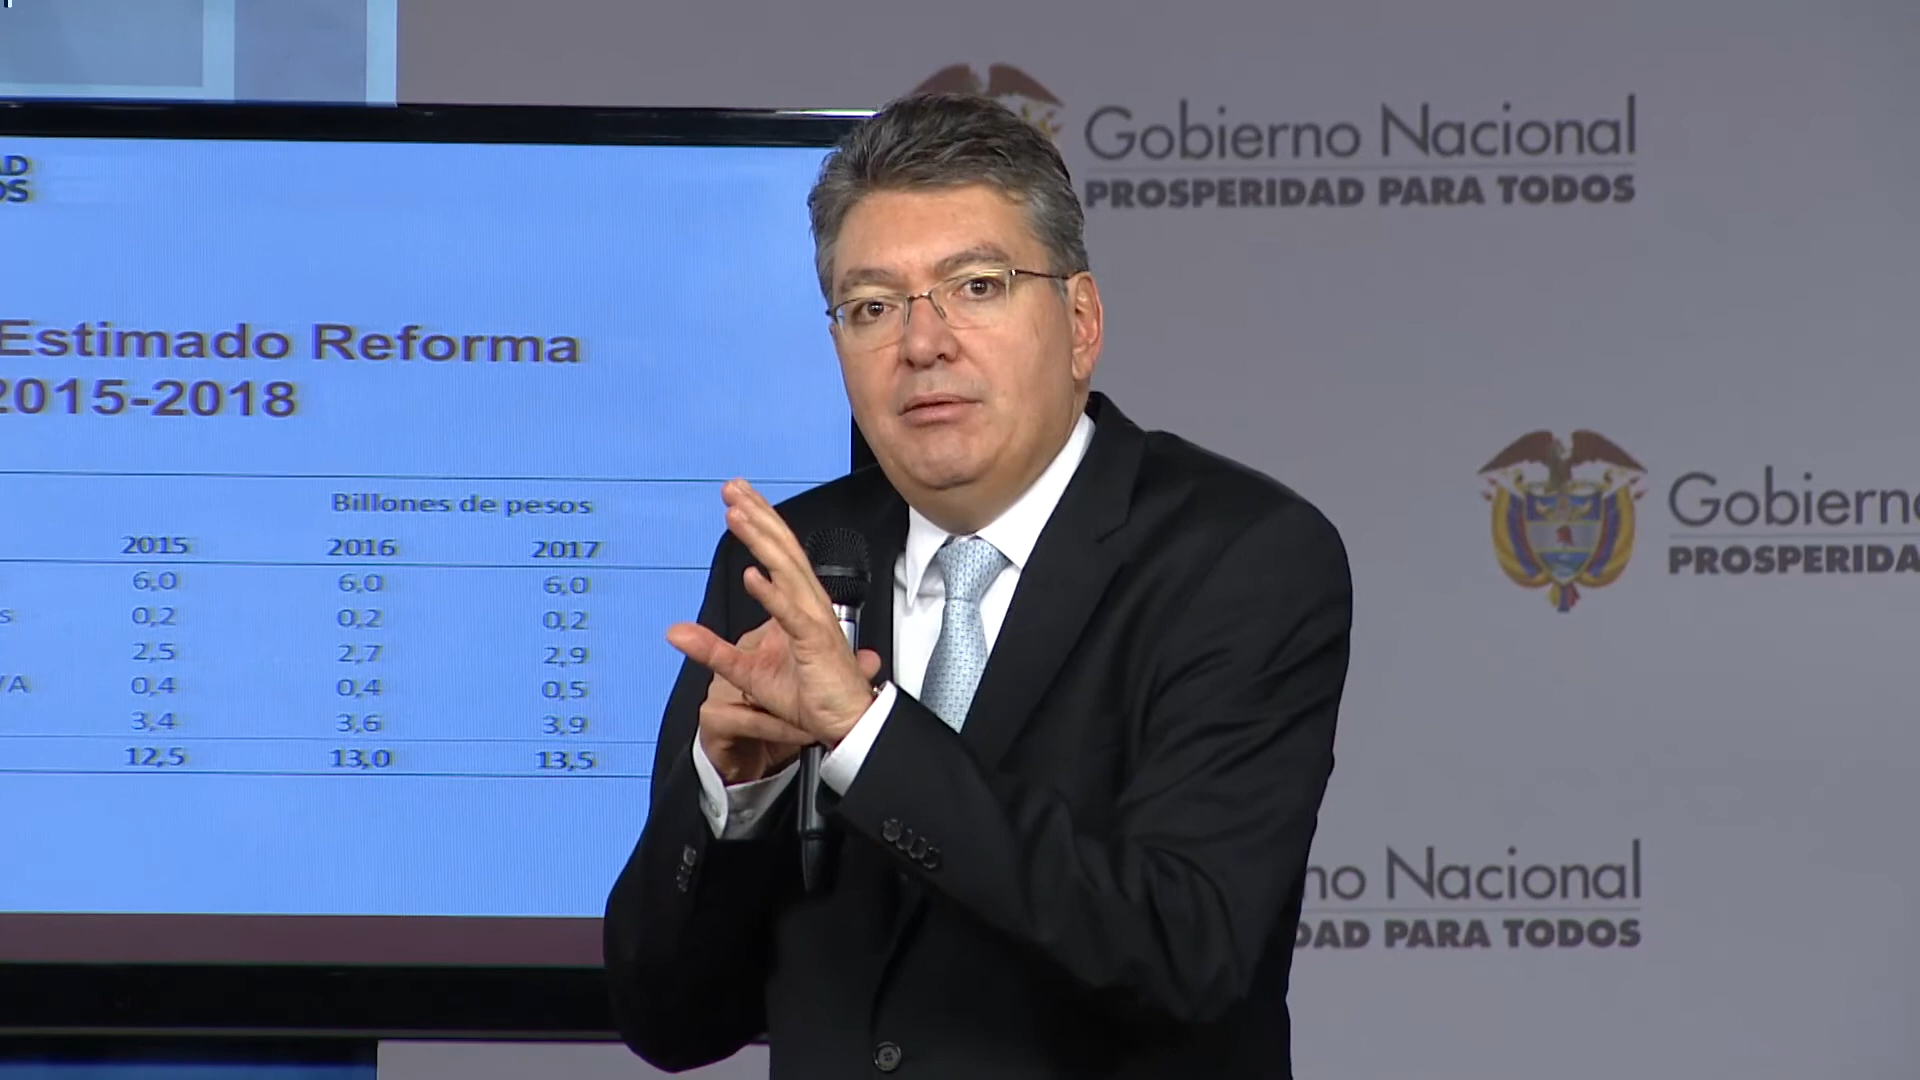 AD
OS
Estimado Reforma
2015-2018
Billones de pesos
2015 2016 2017
6,0 6,0 6,0
s 0,2 0,2 0,2
2,5 2,7 2,9
VA 0,4 0,4 0,5
3,4 3,6 3,9
12,5 13,0 13,5
Gobierno Nacional
PROSPERIDAD PARA TODOS
Gobierno
PROSPERIDA
no Nacional
DAD PARA TODOS